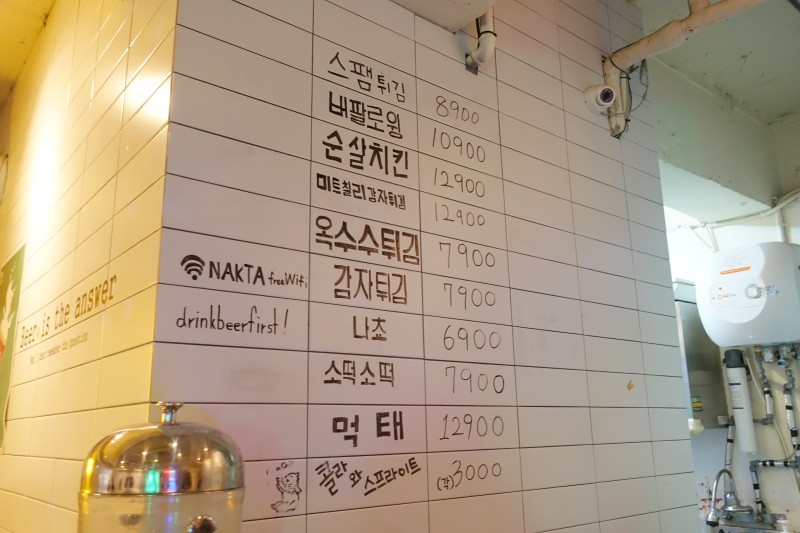 스팸튀김 8900
버팔로윙 10900
순살치킨 12900
미트칠리감자튀김 12900
옥수수튀김 7900
감자튀김 7900
나쵸 6900
소떡소떡 7900
먹태 12900
콜라와 스프라이트 (각)3000
NAKTA free Wifi
drinkbeerfirst!
Beer is the answer